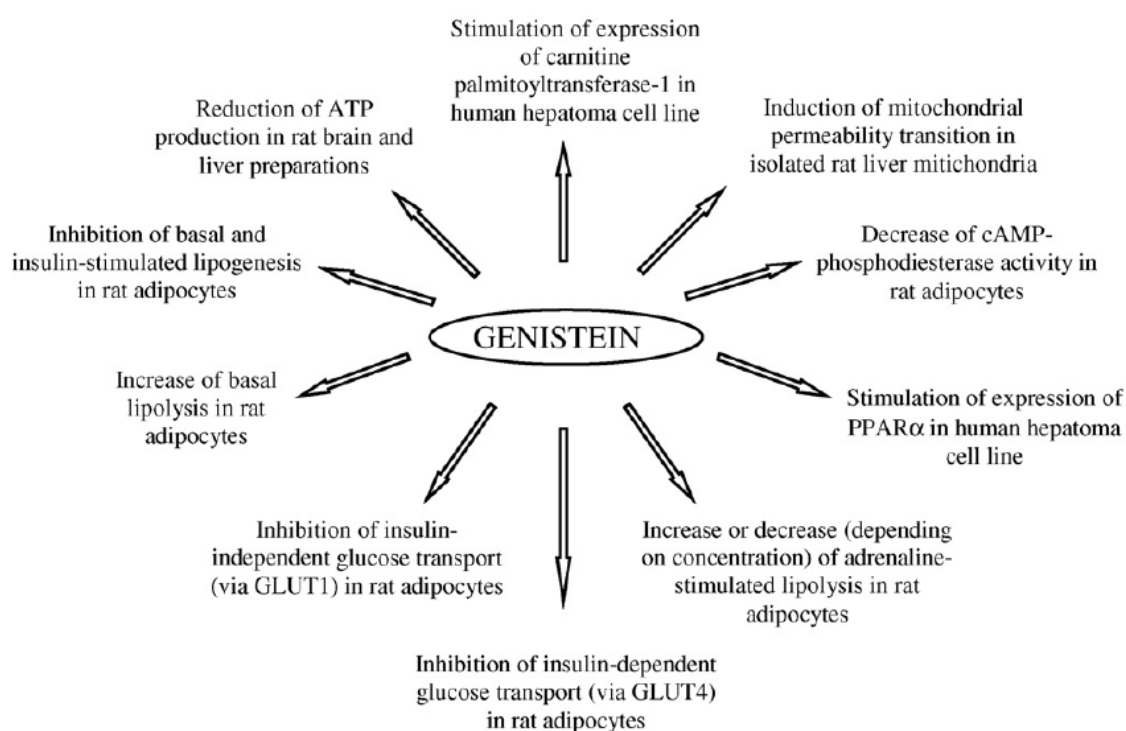 Stimulation of expression
of carnitine
palmitoyltransferase-1 in
human hepatoma cell line
Reduction of ATP
production in rat brain and
liver preparations
Induction of mitochondrial
permeability transition in
isolated rat liver mitichondria
Inhibition of basal and
insulin-stimulated lipogenesis
in rat adipocytes
Decrease of cAMP-
phosphodiesterase activity in
rat adipocytes
GENISTEIN
Increase of basal
lipolysis in rat
adipocytes
Stimulation of expression of
PPARα in human hepatoma
cell line
Inhibition of insulin-
independent glucose transport
(via GLUT1) in rat adipocytes
Increase or decrease (depending
on concentration) of adrenaline-
stimulated lipolysis in rat
adipocytes
Inhibition of insulin-dependent
glucose transport (via GLUT4)
in rat adipocytes